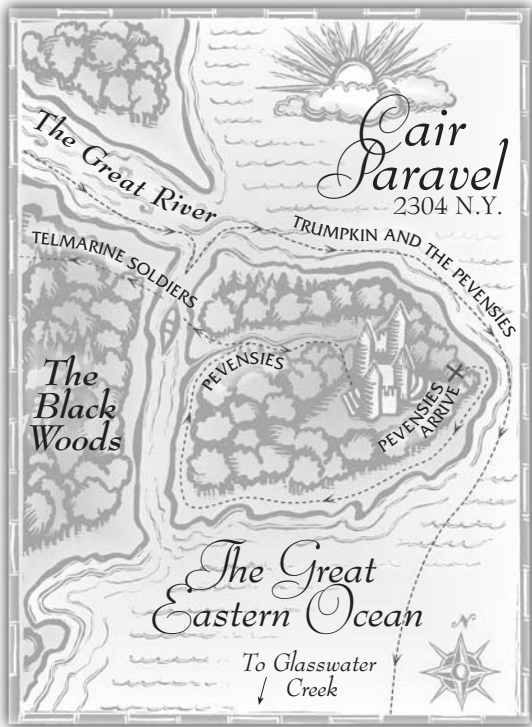 Cair
Paravel
2304 N.Y.
The Great River
TRUMPKIN AND THE PEVENSIES
TELMARINE SOLDIERS
The
Black
Woods
PEVENSIES
PEVENSIES
ARRIVE
The Great
Eastern Ocean
To Glasswater
Creek
N